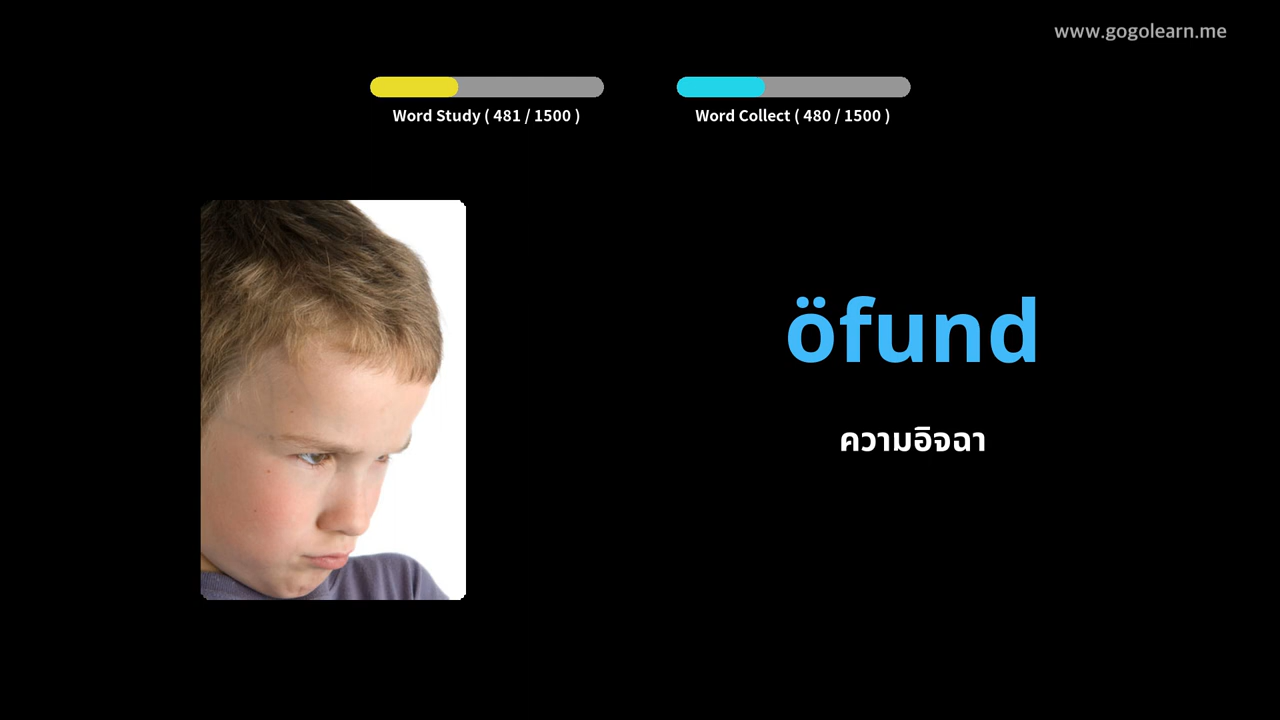 www.gogolearn.me
Word Study ( 481 / 1500 )
Word Collect ( 480 / 1500 )
öfund
ความอิจฉา